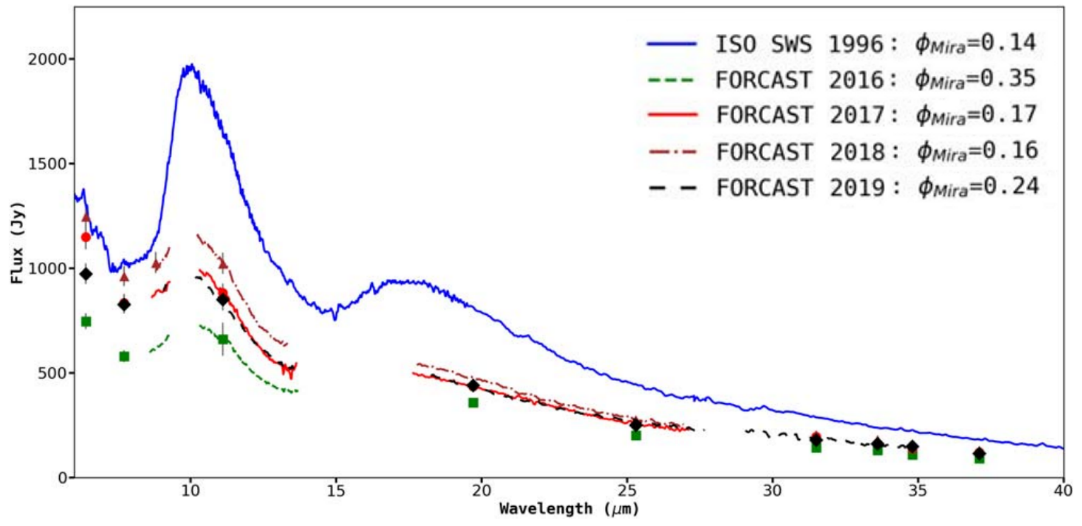 ISO SWS 1996: ϕMira=0.14
FORCAST 2016: ϕMira=0.35
FORCAST 2017: ϕMira=0.17
FORCAST 2018: ϕMira=0.16
FORCAST 2019: ϕMira=0.24
Flux (Jy)
2000
1500
1000
500
0
10 15 20 25 30 35 40
Wavelength (μm)